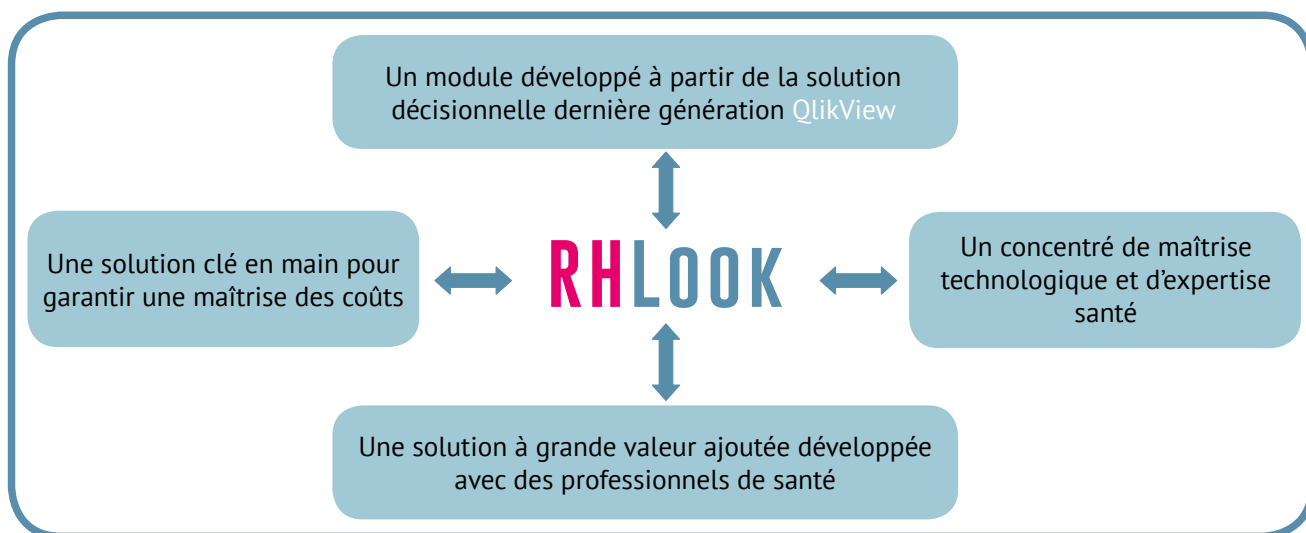 Un module développé à partir de la solution
décisionnelle dernière génération QlikView
Une solution clé en main pour
garantir une maîtrise des coûts
RHLOOK
Un concentré de maîtrise
technologique et d'expertise
santé
Une solution à grande valeur ajoutée développée
avec des professionnels de santé